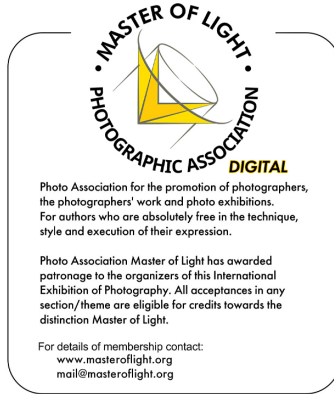 • MASTER OF LIGHT •
PHOTOGRAPHIC ASSOCIATION
DIGITAL
Photo Association for the promotion of photographers,
the photographers' work and photo exhibitions.
For authors who are absolutely free in the technique,
style and execution of their expression.
Photo Association Master of Light has awarded
patronage to the organizers of this International
Exhibition of Photography. All acceptances in any
section/theme are eligible for credits towards the
distinction Master of Light.
For details of membership contact:
www.masteroflight.org
mail@masteroflight.org